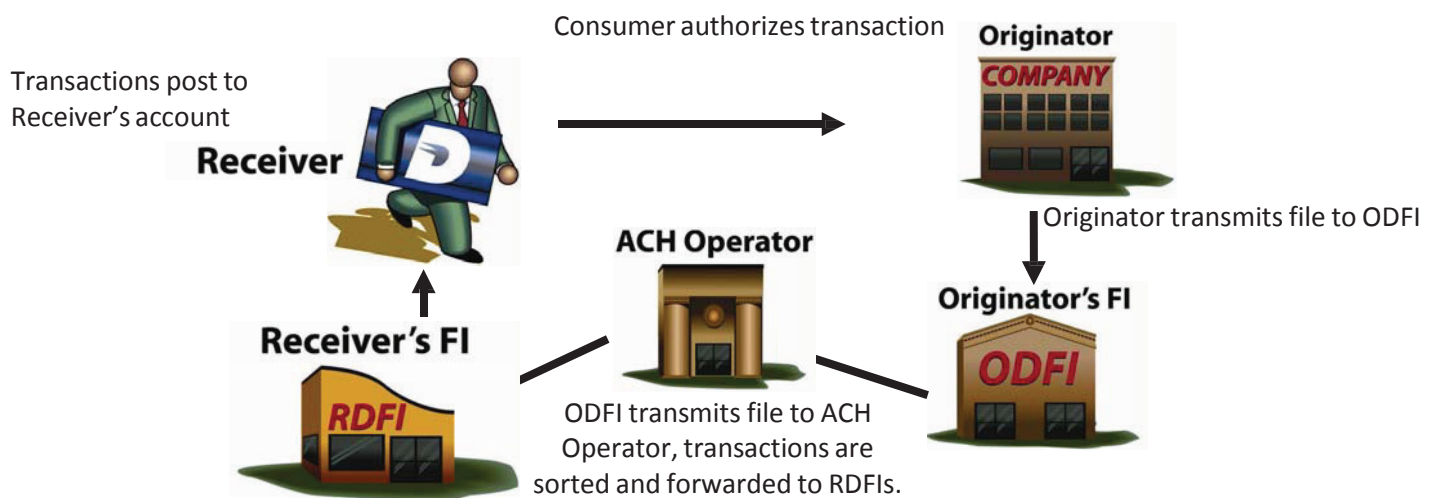 Consumer authorizes transaction
Originator
COMPANY
Transactions post to
Receiver's account
Receiver
D
Originator transmits file to ODFI
ACH Operator
Originator's FI
ODFI
Receiver's FI
RDFI
ODFI transmits file to ACH
Operator, transactions are
sorted and forwarded to RDFIs.